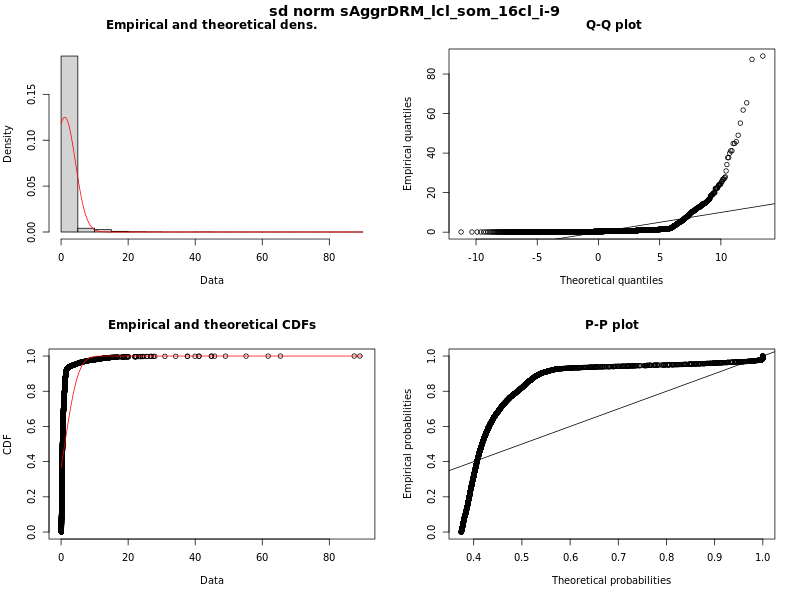 sd norm sAggrDRM_lcl_som_16cl_i-9
Empirical and theoretical dens.
Density
0.00 0.05 0.10 0.15
0 20 40 60 80
Data
Q-Q plot
Empirical quantiles
0 20 40 60 80
-10 -5 0 5 10
Theoretical quantiles
Empirical and theoretical CDFs
CDF
0.0 0.2 0.4 0.6 0.8 1.0
0 20 40 60 80
Data
P-P plot
Empirical probabilities
0.0 0.2 0.4 0.6 0.8 1.0
0.4 0.5 0.6 0.7 0.8 0.9 1.0
Theoretical probabilities